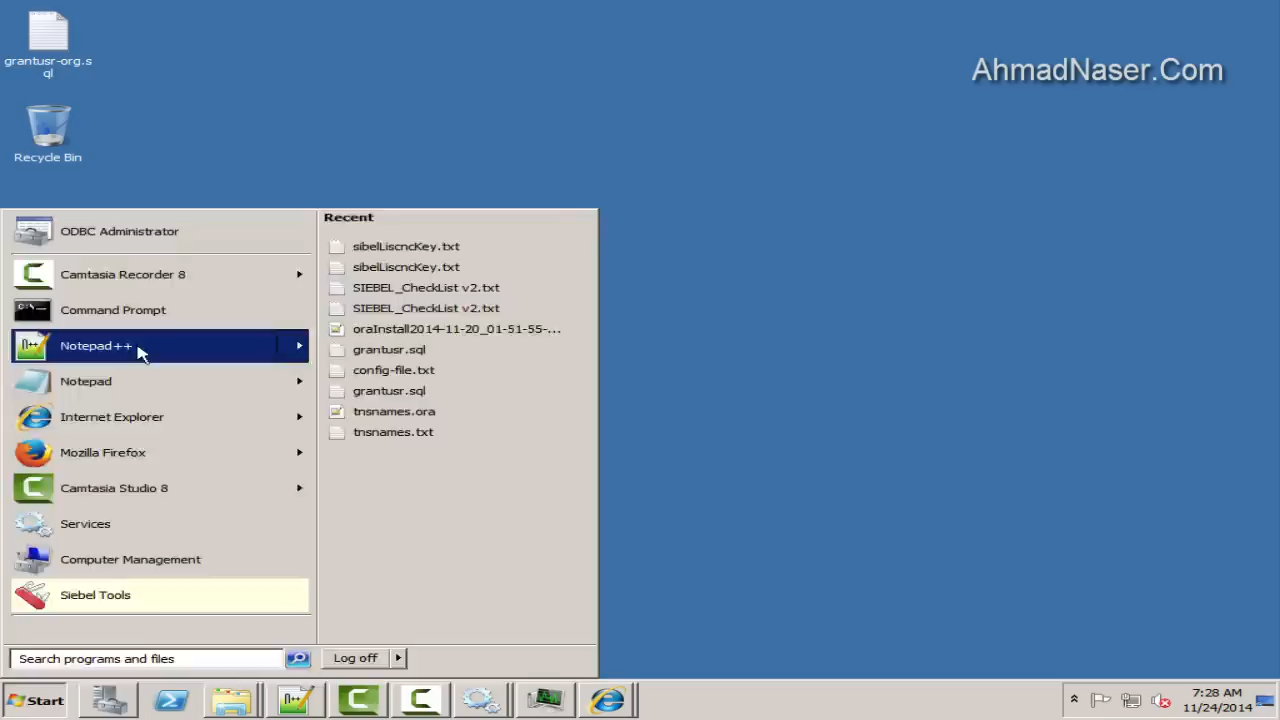 grantusr-org.s
ql
AhmadNaser.Com
Recycle Bin
ODBC Administrator
Camtasia Recorder 8
Command Prompt
Notepad++
Notepad
Internet Explorer
Mozilla Firefox
Camtasia Studio 8
Services
Computer Management
Siebel Tools
Search programs and files
Recent
sibelLiscncKey.txt
sibelLiscncKey.txt
SIEBEL_CheckList v2.txt
SIEBEL_CheckList v2.txt
oraInstall2014-11-20_01-51-55-...
grantusr.sql
config-file.txt
grantusr.sql
tnsnames.ora
tnsnames.txt
Log off
Start
7:28 AM
11/24/2014